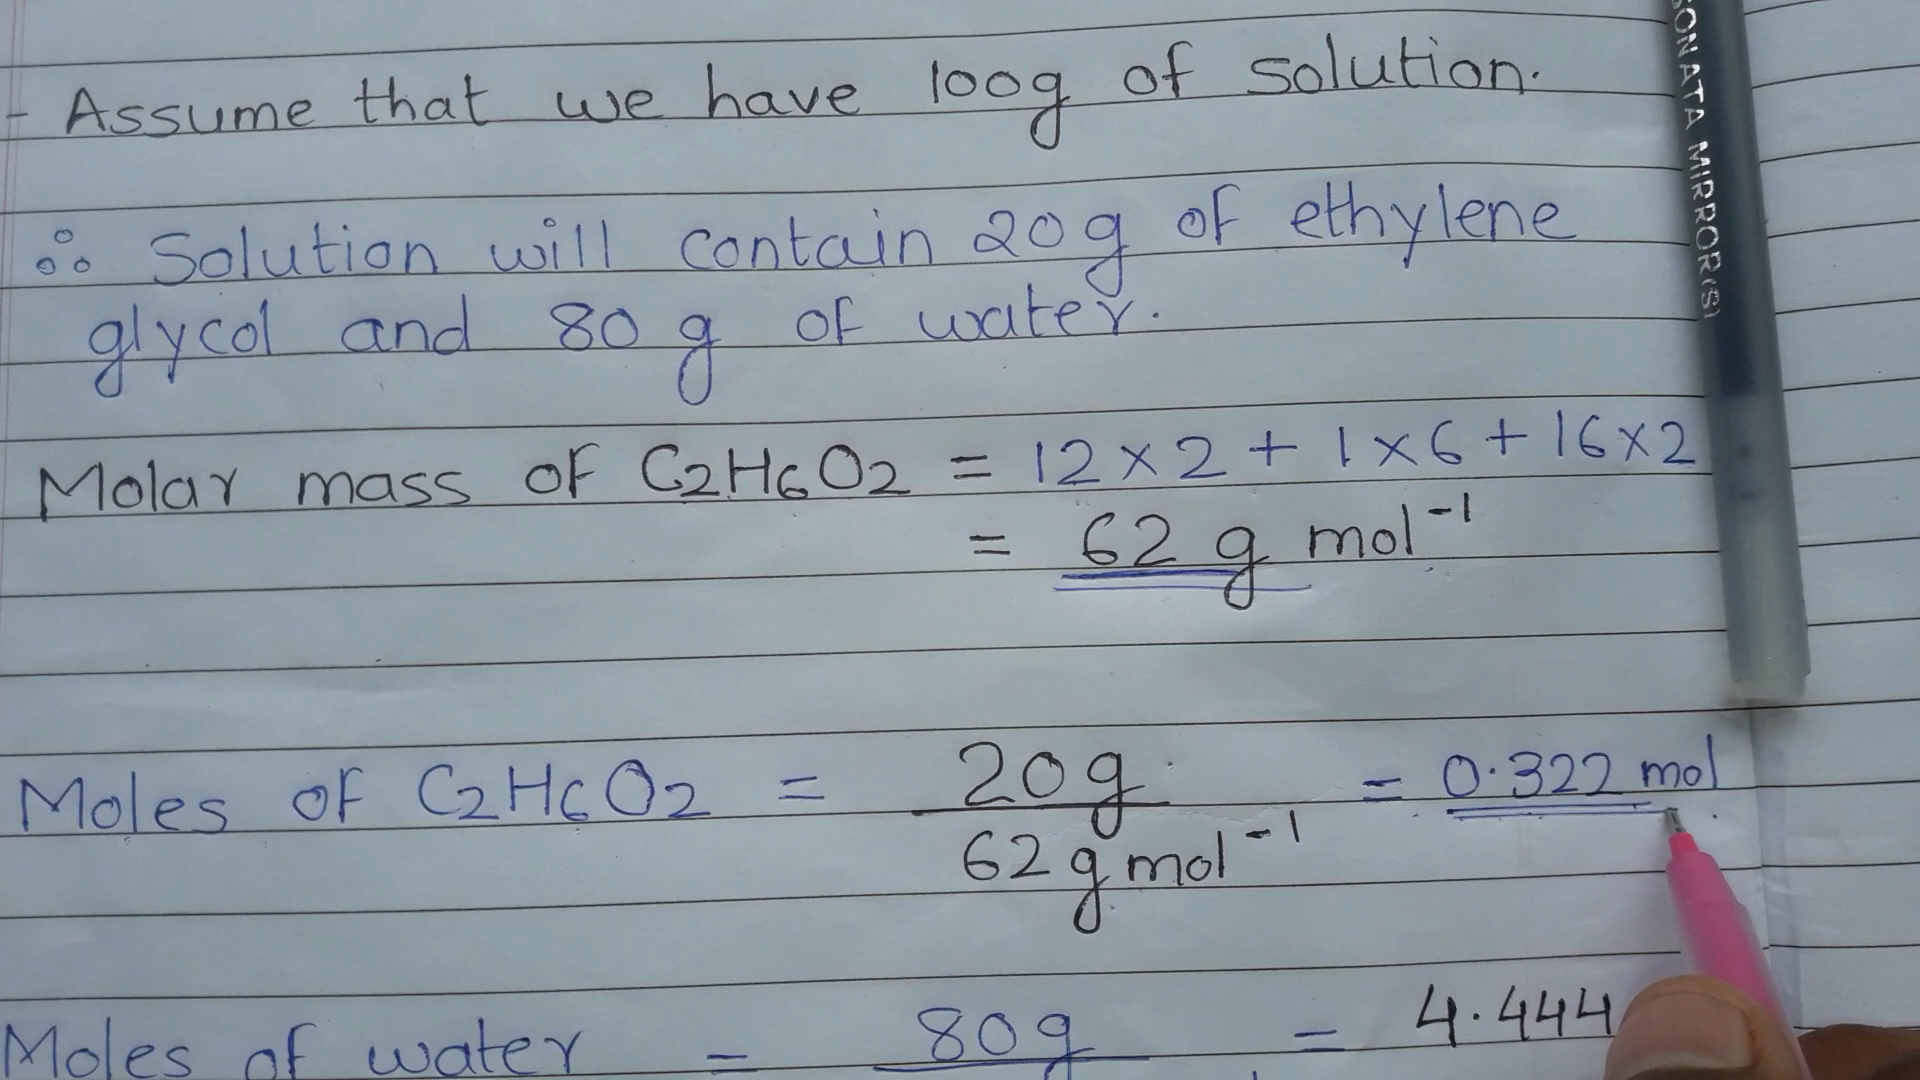 - Assume that we have 100g of solution.
∴ Solution will contain 20g of ethylene
glycol and 80 g of water.
Molar mass of C2H6O2 = 12 × 2 + 1 × 6 + 16 × 2
= 62 g mol⁻¹
Moles of C2H6O2 = 20g / 62 g mol⁻¹ = 0.322 mol
Moles of water = 80g = 4.444
SONATA MIRROR(S)